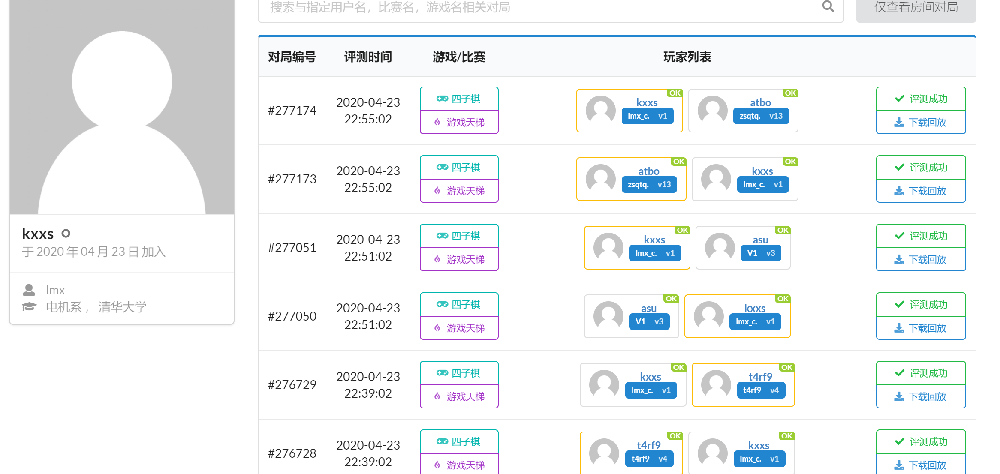 搜索与指定用户名，比赛名，游戏名相关对局
仅查看房间对局
kxxs
于 2020 年 04 月 23 日 加入
lmx
电机系 ， 清华大学
对局编号 评测时间 游戏/比赛 玩家列表
#277174
2020-04-23
22:55:02
四子棋
游戏天梯
OK
kxxs
lmx_c. v1
OK
atbo
zsqtq. v13
评测成功
下载回放
#277173
2020-04-23
22:55:02
四子棋
游戏天梯
OK
atbo
zsqtq. v13
OK
kxxs
lmx_c. v1
评测成功
下载回放
#277051
2020-04-23
22:51:02
四子棋
游戏天梯
OK
kxxs
lmx_c. v1
OK
asu
V1 v3
评测成功
下载回放
#277050
2020-04-23
22:51:02
四子棋
游戏天梯
OK
asu
V1 v3
OK
kxxs
lmx_c. v1
评测成功
下载回放
#276729
2020-04-23
22:39:02
四子棋
游戏天梯
OK
kxxs
lmx_c. v1
OK
t4rf9
t4rf9 v4
评测成功
下载回放
#276728
2020-04-23
22:39:02
四子棋
游戏天梯
OK
t4rf9
t4rf9 v4
OK
kxxs
lmx_c. v1
评测成功
下载回放